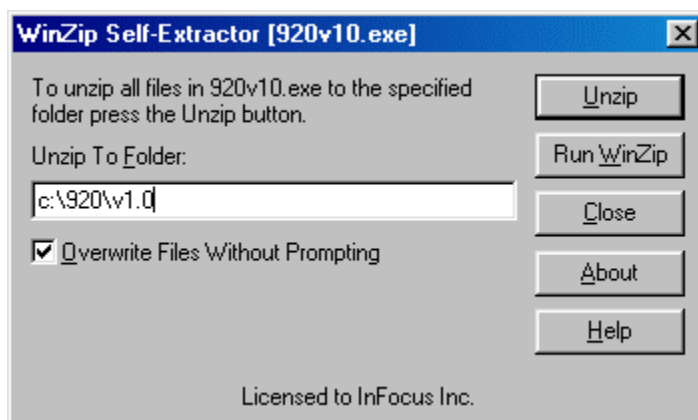 WinZip Self-Extractor [920v10.exe]
To unzip all files in 920v10.exe to the specified
folder press the Unzip button.
Unzip To Folder:
c:\920\v1.0
Overwrite Files Without Prompting
Unzip
Run WinZip
Close
About
Help
Licensed to InFocus Inc.